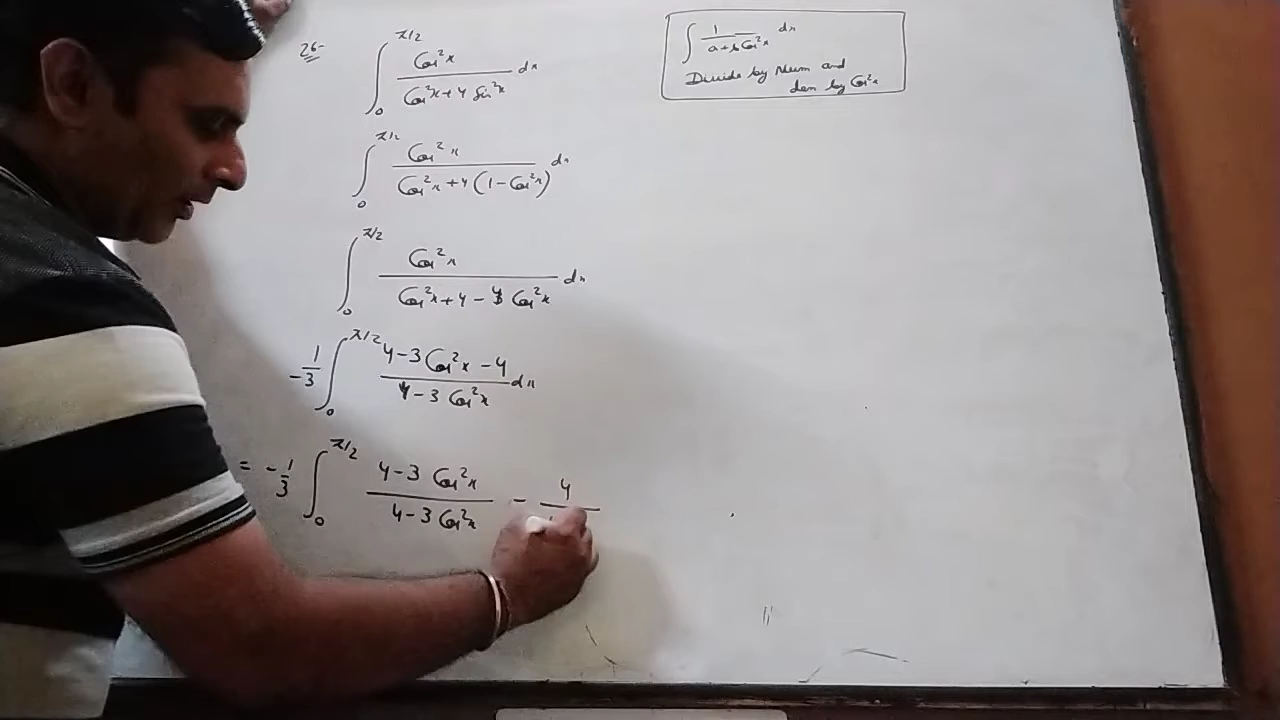 26- ∫₀^π/2 Cos²x / Cos²x + 4 Sin²x dx
∫₀^π/2 Cos²x / Cos²x + 4 (1 - Cos²x) dx
∫₀^π/2 Cos²x / Cos²x + 4 - 4 Cos²x dx
-1/3 ∫₀^π/2 4 - 3 Cos²x - 4 / 4 - 3 Cos²x dx
= -1/3 ∫₀^π/2 4 - 3 Cos²x / 4 - 3 Cos²x - 4 /
∫ 1 / a + b Cos²x dx
Divide by Num and
den by Cos²x